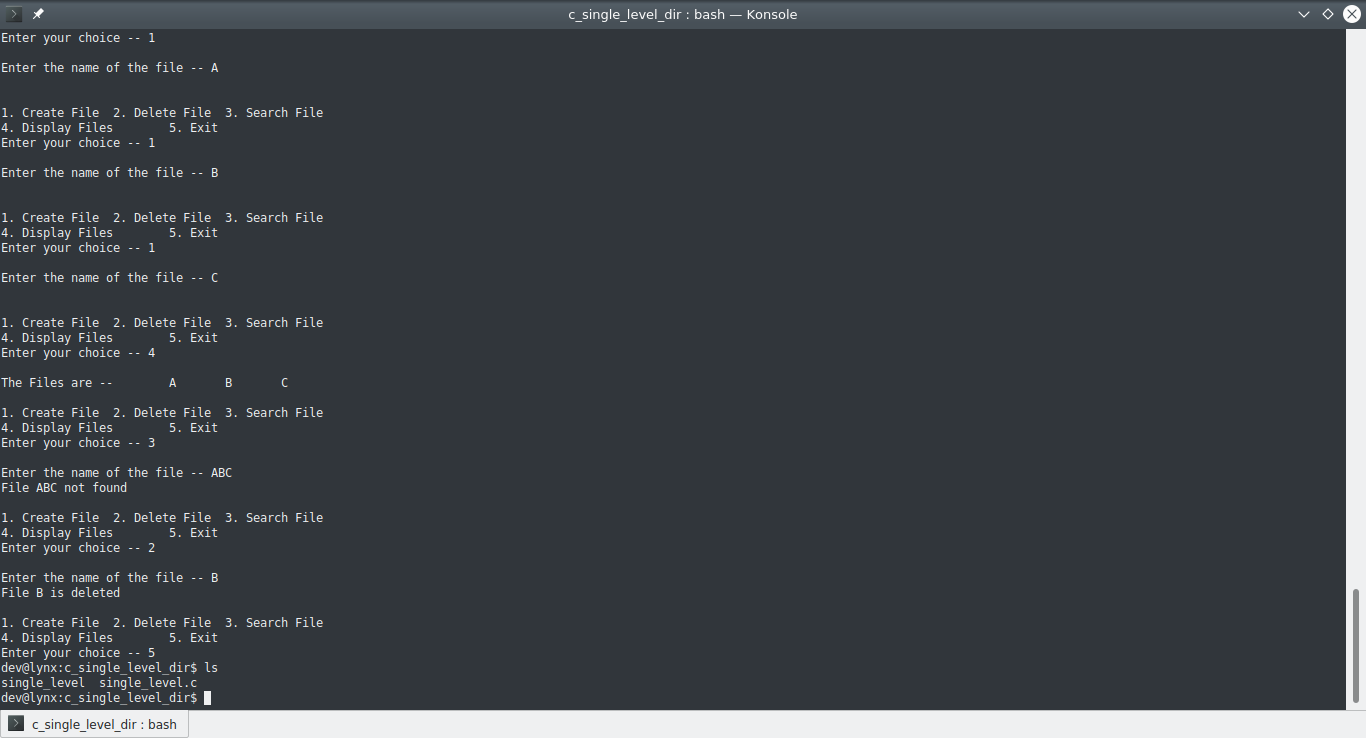 c_single_level_dir : bash — Konsole
Enter your choice -- 1
Enter the name of the file -- A
1. Create File  2. Delete File  3. Search File
4. Display Files        5. Exit
Enter your choice -- 1
Enter the name of the file -- B
1. Create File  2. Delete File  3. Search File
4. Display Files        5. Exit
Enter your choice -- 1
Enter the name of the file -- C
1. Create File  2. Delete File  3. Search File
4. Display Files        5. Exit
Enter your choice -- 4
The Files are --        A       B       C
1. Create File  2. Delete File  3. Search File
4. Display Files        5. Exit
Enter your choice -- 3
Enter the name of the file -- ABC
File ABC not found
1. Create File  2. Delete File  3. Search File
4. Display Files        5. Exit
Enter your choice -- 2
Enter the name of the file -- B
File B is deleted
1. Create File  2. Delete File  3. Search File
4. Display Files        5. Exit
Enter your choice -- 5
dev@lynx:c_single_level_dir$ ls
single_level  single_level.c
dev@lynx:c_single_level_dir$
c_single_level_dir : bash